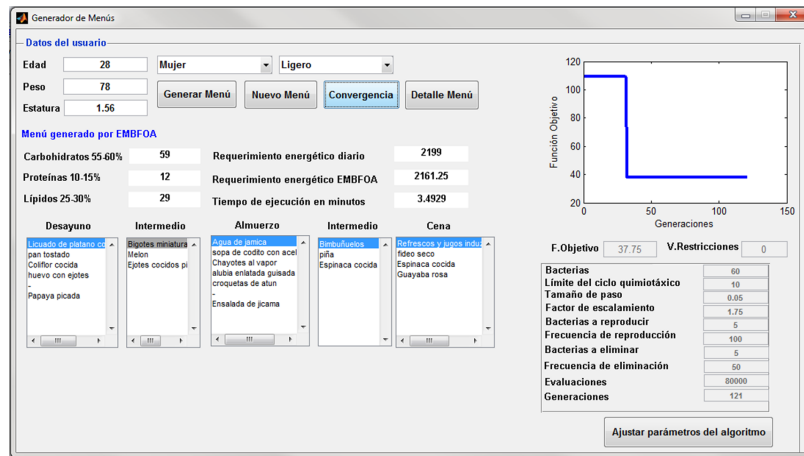 Generador de Menús
Datos del usuario
Edad 28 Mujer Ligero
Peso 78
Estatura 1.56
Generar Menú Nuevo Menú Convergencia Detalle Menú
Menú generado por EMBFOA
Carbohidratos 55-60% 59 Requerimiento energético diario 2199
Proteínas 10-15% 12 Requerimiento energético EMBFOA 2161.25
Lípidos 25-30% 29 Tiempo de ejecución en minutos 3.4929
Desayuno
Licuado de platano co
pan tostado
Coliflor cocida
huevo con ejotes
-
Papaya picada
Intermedio
Bigotes miniatura
Melon
Ejotes cocidos pi
Almuerzo
Agua de jamica
sopa de codito con acel
Chayotes al vapor
alubia enlatada guisada
croquetas de atun
-
Ensalada de jicama
Intermedio
Bimbuñuelos
piña
Espinaca cocida
Cena
Refrescos y jugos indu
fideo seco
Espinaca cocida
Guayaba rosa
Función Objetivo
120
100
80
60
40
20
0 50 100 150
Generaciones
F.Objetivo 37.75 V.Restricciones 0
Bacterias 60
Límite del ciclo quimiotáxico 10
Tamaño de paso 0.05
Factor de escalamiento 1.75
Bacterias a reproducir 5
Frecuencia de reproducción 100
Bacterias a eliminar 5
Frecuencia de eliminación 50
Evaluaciones 80000
Generaciones 121
Ajustar parámetros del algoritmo